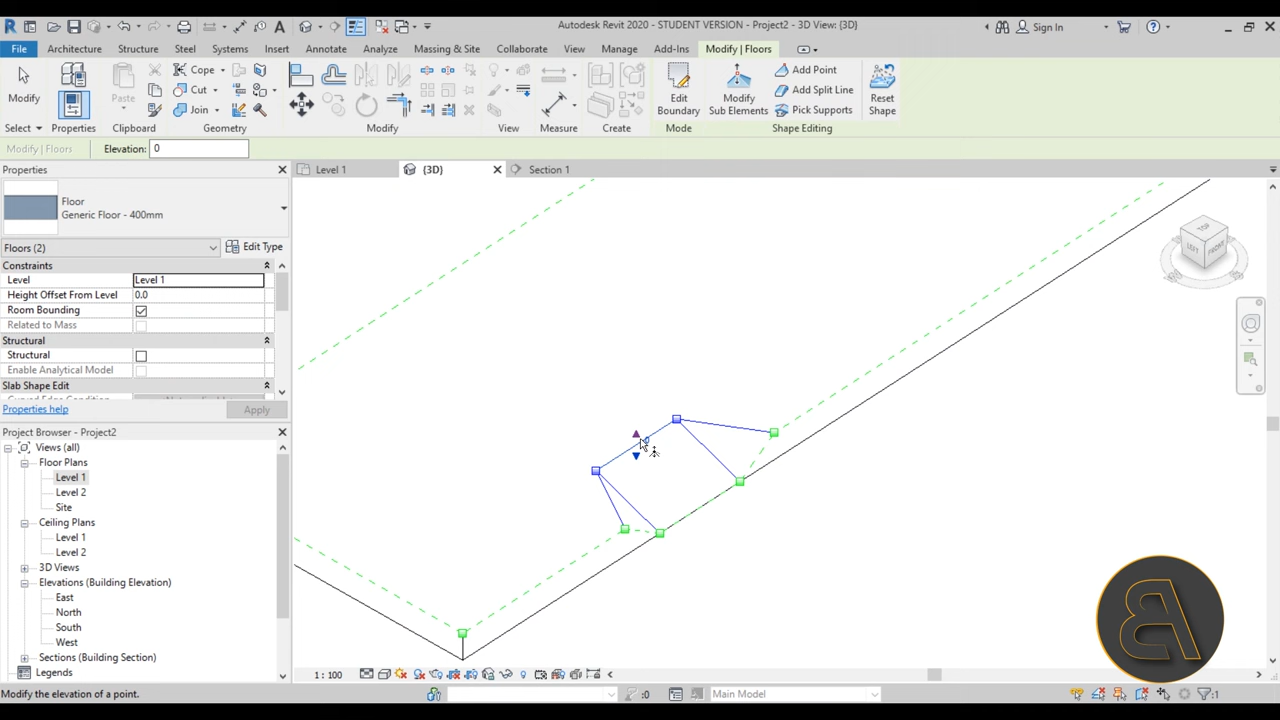 Autodesk Revit 2020 - STUDENT VERSION - Project2 - 3D View: {3D}
Sign In
File Architecture Structure Steel Systems Insert Annotate Analyze Massing & Site Collaborate View Manage Add-Ins Modify | Floors
Modify
Paste
Cope
Cut
Join
Edit Boundary
Modify Sub Elements
Add Point
Add Split Line
Pick Supports
Reset Shape
Select Properties Clipboard Geometry Modify View Measure Create Mode Shape Editing
Modify | Floors Elevation: 0
Properties
Level 1 {3D} Section 1
Floor
Generic Floor - 400mm
Floors (2) Edit Type
Constraints
Level Level 1
Height Offset From Level 0.0
Room Bounding
Related to Mass
Structural
Structural
Enable Analytical Model
Slab Shape Edit
Properties help Apply
Project Browser - Project2
Views (all)
Floor Plans
Level 1
Level 2
Site
Ceiling Plans
Level 1
Level 2
3D Views
Elevations (Building Elevation)
East
North
South
West
Sections (Building Section)
Legends
TOP
LEFT
FRONT
1 : 100
Modify the elevation of a point.
:0
Main Model
:1